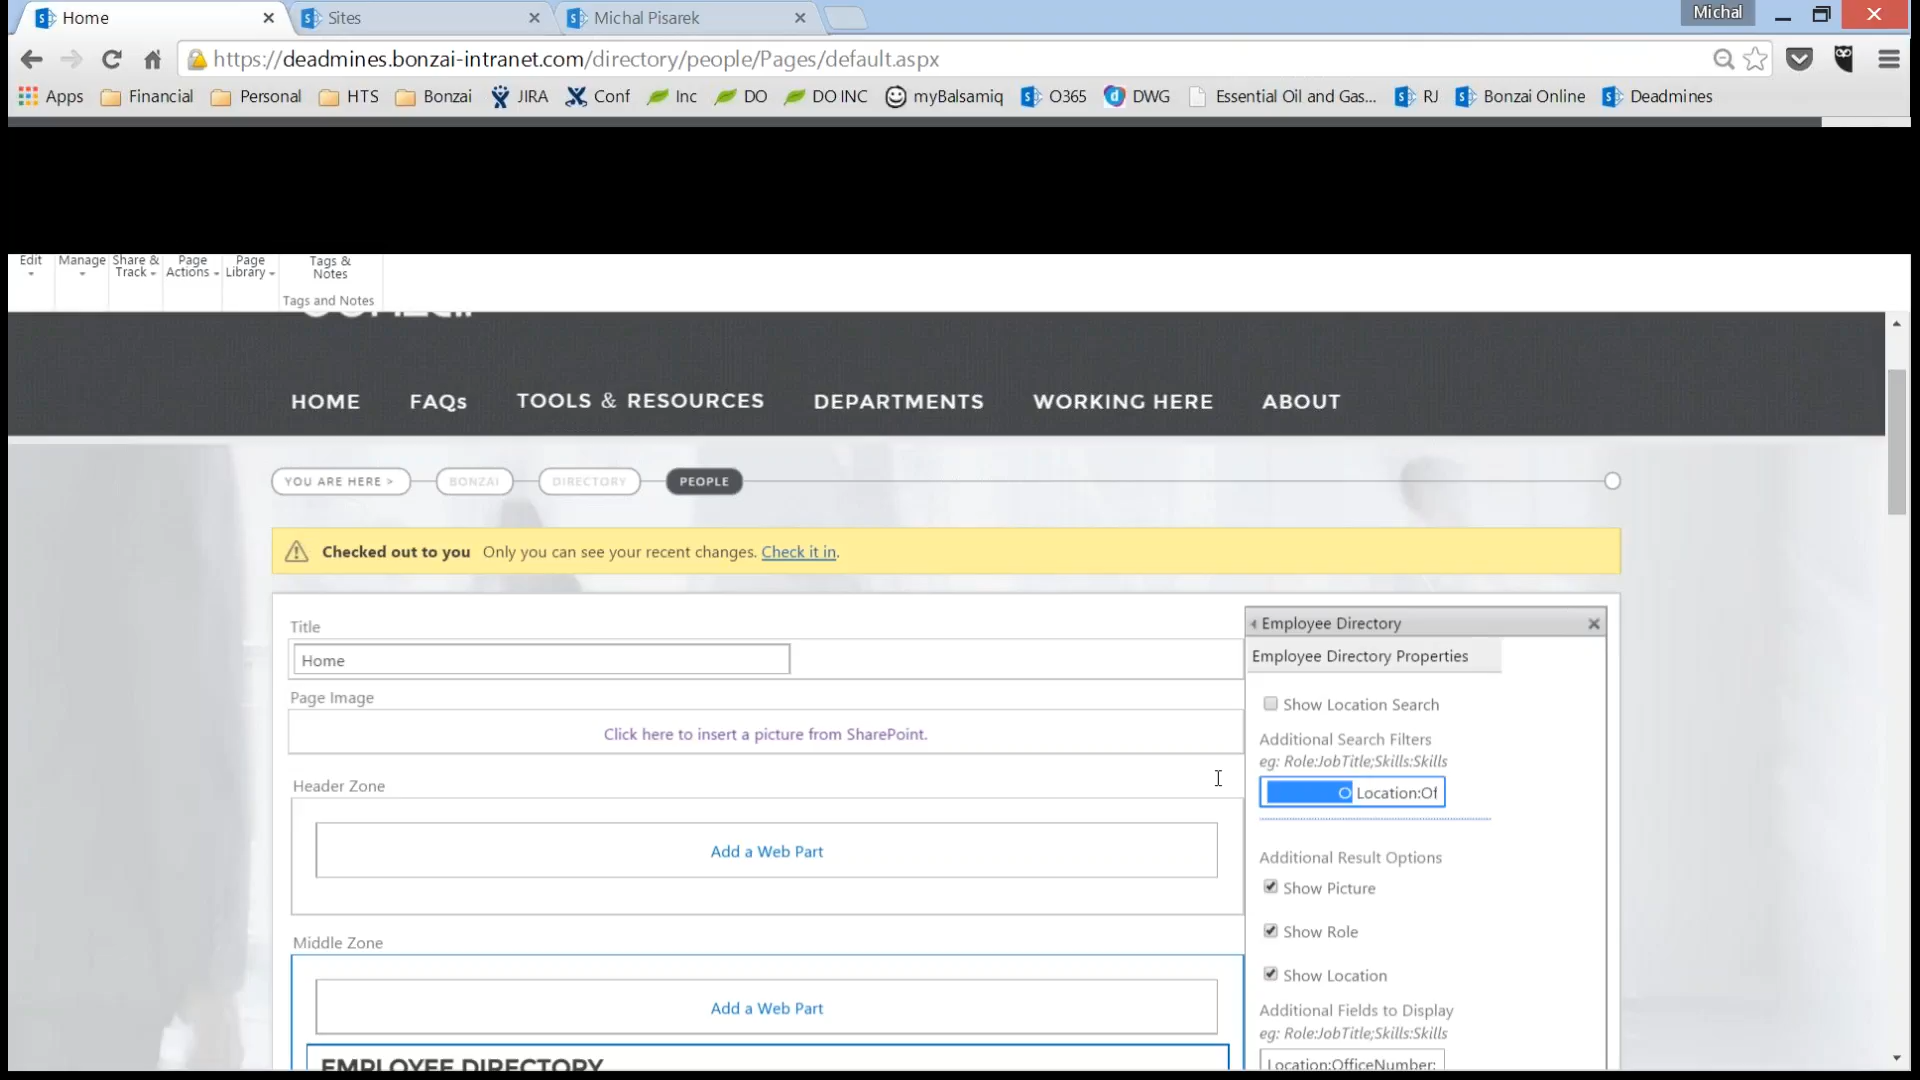 Home
Sites
Michal Pisarek
Michal
https://deadmines.bonzai-intranet.com/directory/people/Pages/default.aspx
Apps Financial Personal HTS Bonzai JIRA Conf Inc DO DO INC myBalsamiq O365 DWG Essential Oil and Gas... RJ Bonzai Online Deadmines
Edit Manage Share & Track Page Actions Page Library Tags & Notes
Tags and Notes
HOME FAQs TOOLS & RESOURCES DEPARTMENTS WORKING HERE ABOUT
YOU ARE HERE > BONZAI DIRECTORY PEOPLE
Checked out to you Only you can see your recent changes. Check it in.
Title
Home
Page Image
Click here to insert a picture from SharePoint.
Header Zone
Add a Web Part
Middle Zone
Add a Web Part
EMPLOYEE DIRECTORY
Employee Directory
Employee Directory Properties
Show Location Search
Additional Search Filters
eg: Role:JobTitle;Skills:Skills
Location:Of
Additional Result Options
Show Picture
Show Role
Show Location
Additional Fields to Display
eg: Role:JobTitle;Skills:Skills
Location:OfficeNumber;